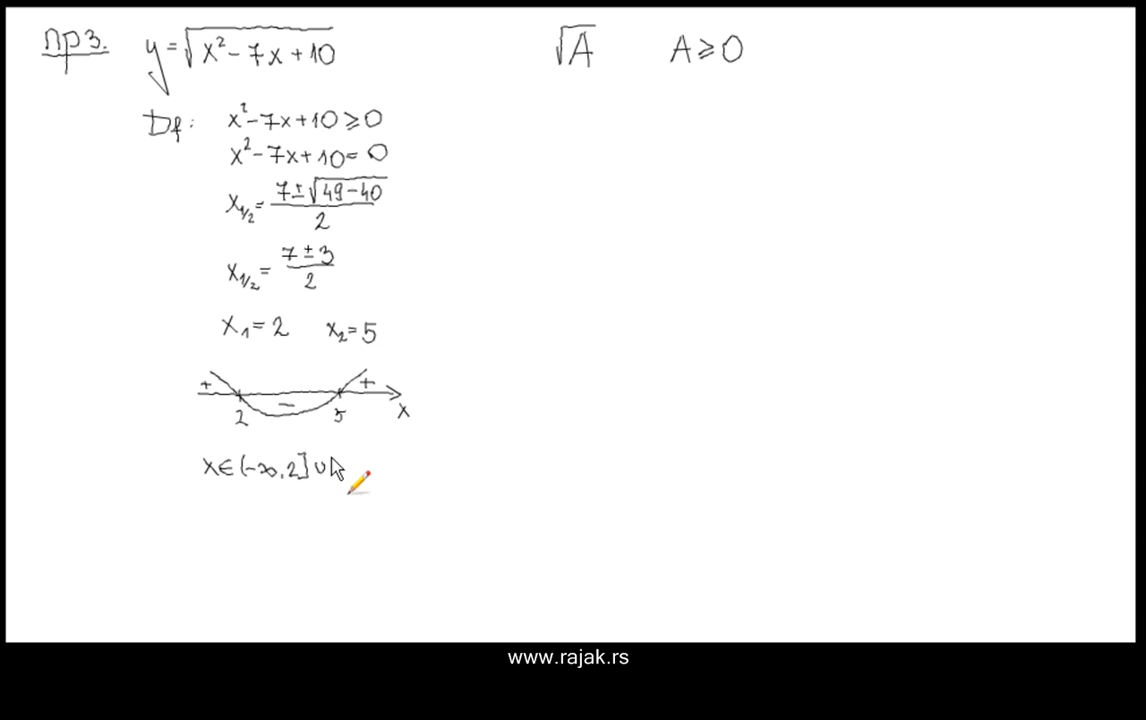 пр3. y=√x²-7x+10 √A A⩾0
Df: x²-7x+10⩾0
x²-7x+10=0
x₁/₂=7±√49-40/2
x₁/₂=7±3/2
x₁=2 x₂=5
+ - +
2 5 x
x∈(-∞,2]∪
www.rajak.rs